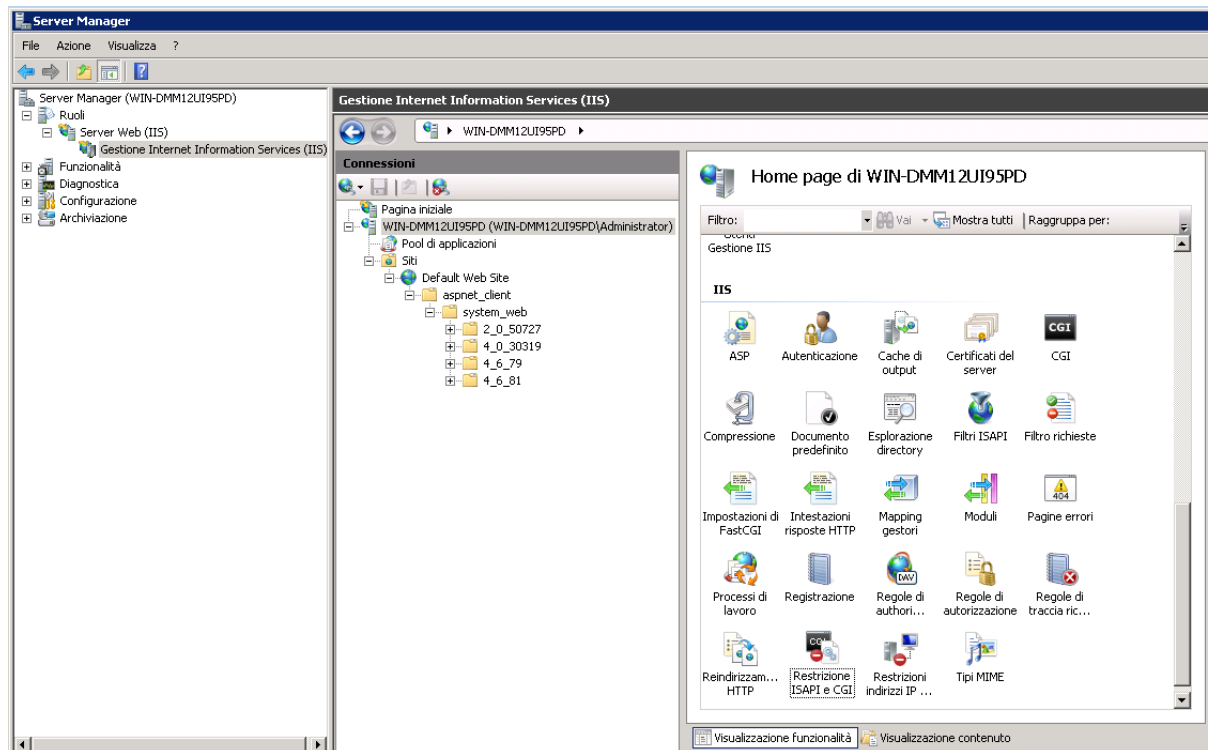 Server Manager
File Azione Visualizza ?
Server Manager (WIN-DMM12UI95PD)
Ruoli
Server Web (IIS)
Gestione Internet Information Services (IIS)
Funzionalità
Diagnostica
Configurazione
Archiviazione
Gestione Internet Information Services (IIS)
WIN-DMM12UI95PD
Connessioni
Pagina iniziale
WIN-DMM12UI95PD (WIN-DMM12UI95PD\Administrator)
Pool di applicazioni
Siti
Default Web Site
aspnet_client
system_web
2_0_50727
4_0_30319
4_6_79
4_6_81
Home page di WIN-DMM12UI95PD
Filtro: Vai Mostra tutti Raggruppa per:
Gestione IIS
IIS
ASP Autenticazione Cache di output Certificati del server CGI
CGI
Compressione Documento predefinito Esplorazione directory Filtri ISAPI Filtro richieste
404
Impostazioni di FastCGI Intestazioni risposte HTTP Mapping gestori Moduli Pagine errori
DAV
Processi di lavoro Registrazione Regole di authori... Regole di autorizzazione Regole di traccia ric...
Reindirizzam... HTTP Restrizione ISAPI e CGI Restrizioni indirizzi IP ... Tipi MIME
Visualizzazione funzionalità Visualizzazione contenuto